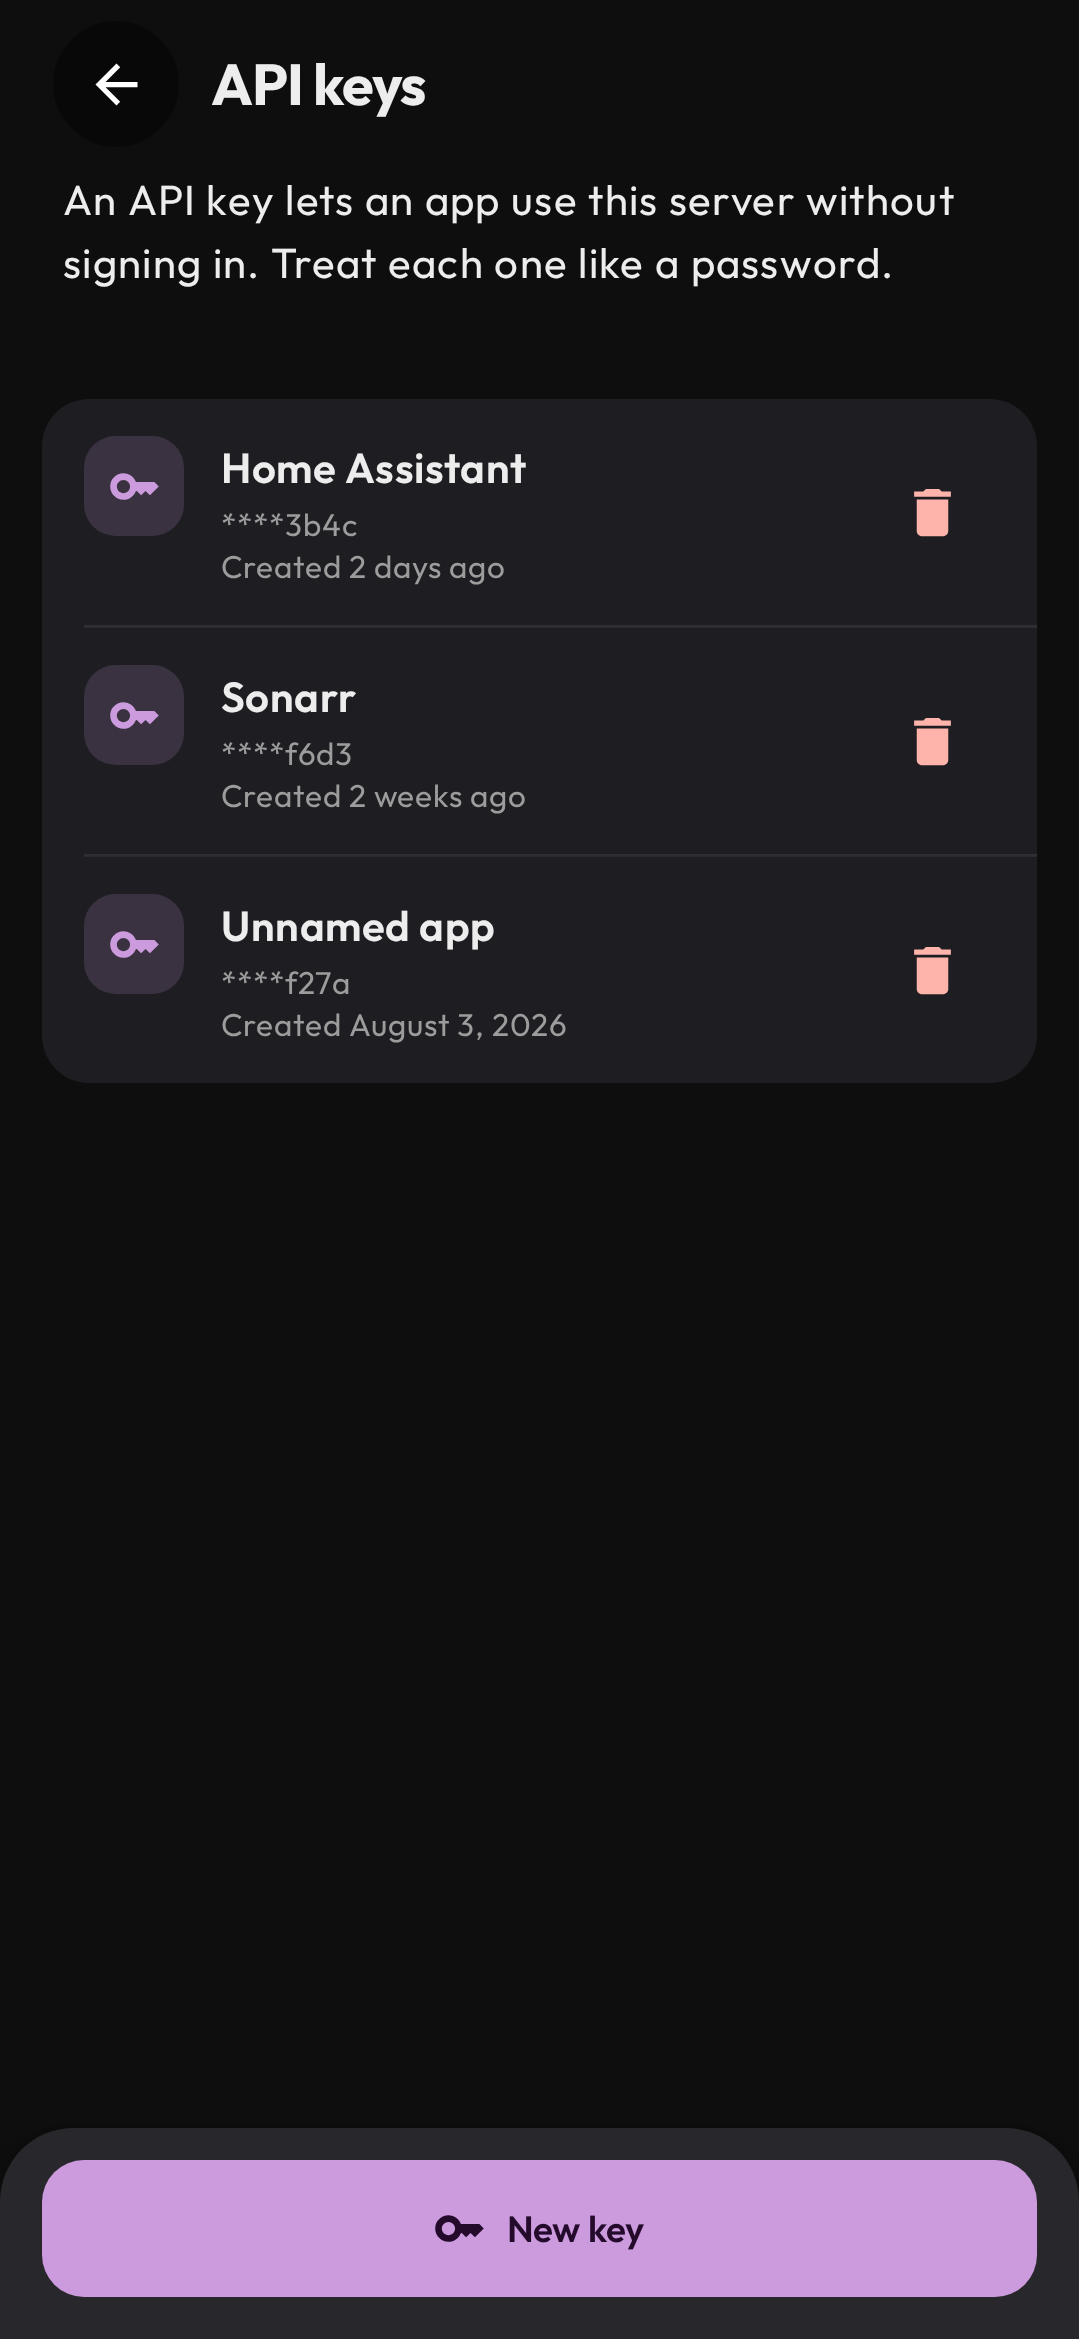 API keys
An API key lets an app use this server without
signing in. Treat each one like a password.
Home Assistant
****3b4c
Created 2 days ago
Sonarr
****f6d3
Created 2 weeks ago
Unnamed app
****f27a
Created August 3, 2026
New key